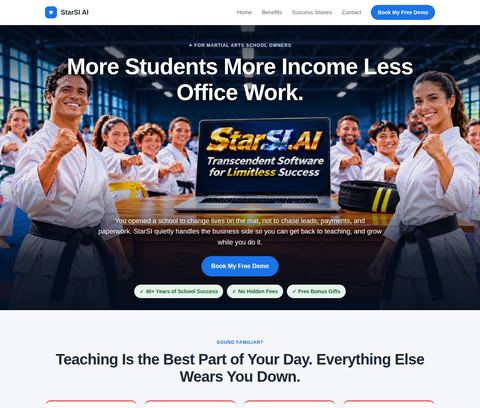 StarSI AI
Home Benefits Success Stories Contact Book My Free Demo
✦ FOR MARTIAL ARTS SCHOOL OWNERS
More Students More Income Less
Office Work.
StarSI.AI
Transcendent Software
for Limitless Success
You opened a school to change lives on the mat, not to chase leads, payments, and
paperwork. StarSI quietly handles the business side so you can get back to teaching, and grow
while you do it.
Book My Free Demo
✓ 40+ Years of School Success ✓ No Hidden Fees ✓ Free Bonus Gifts
SOUND FAMILIAR?
Teaching Is the Best Part of Your Day. Everything Else
Wears You Down.